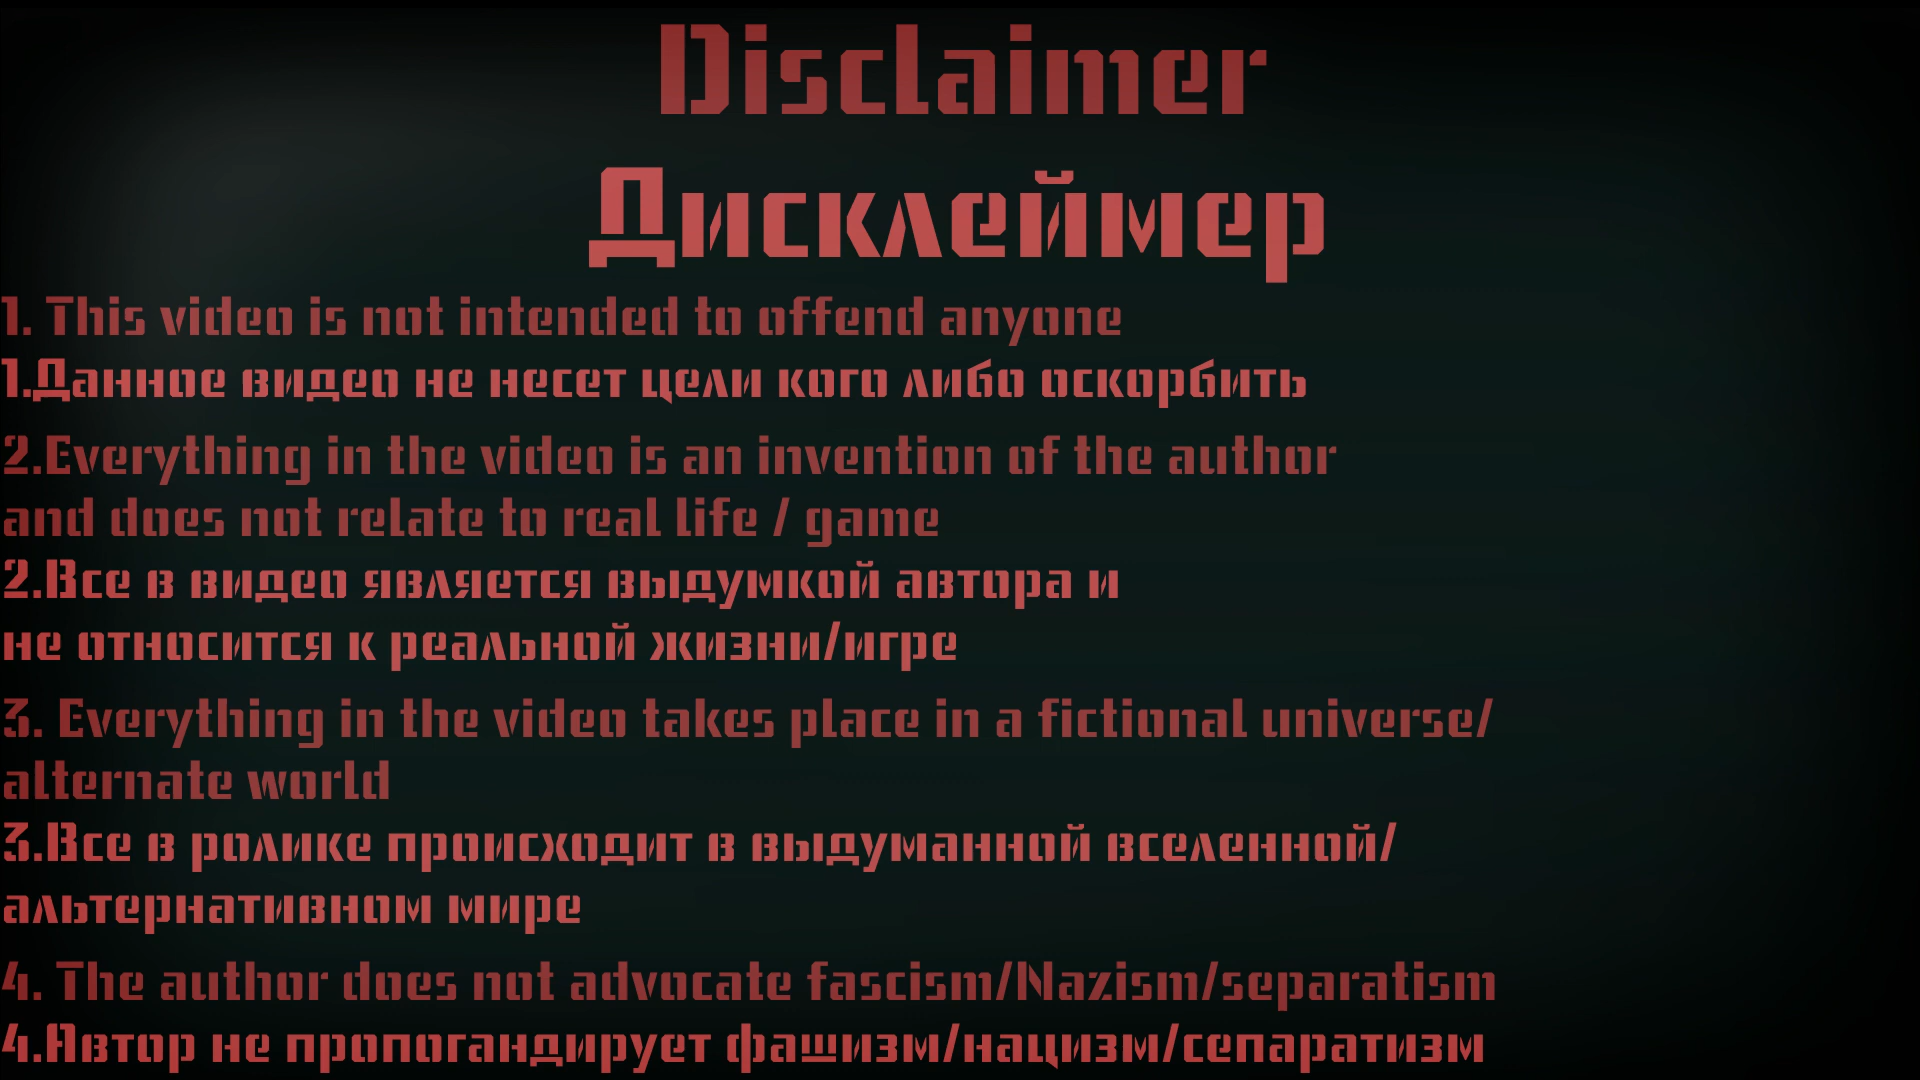 Disclaimer
Дисклеймер
1. This video is not intended to offend anyone
1.Данное видео не несет цели кого либо оскорбить
2.Everything in the video is an invention of the author
and does not relate to real life / game
2.Все в видео является выдумкой автора и
не относится к реальной жизни/игре
3. Everything in the video takes place in a fictional universe/
alternate world
3.Все в ролике происходит в выдуманной вселенной/
альтернативном мире
4. The author does not advocate fascism/Nazism/separatism
4.Автор не пропогандирует фашизм/нацизм/сепаратизм